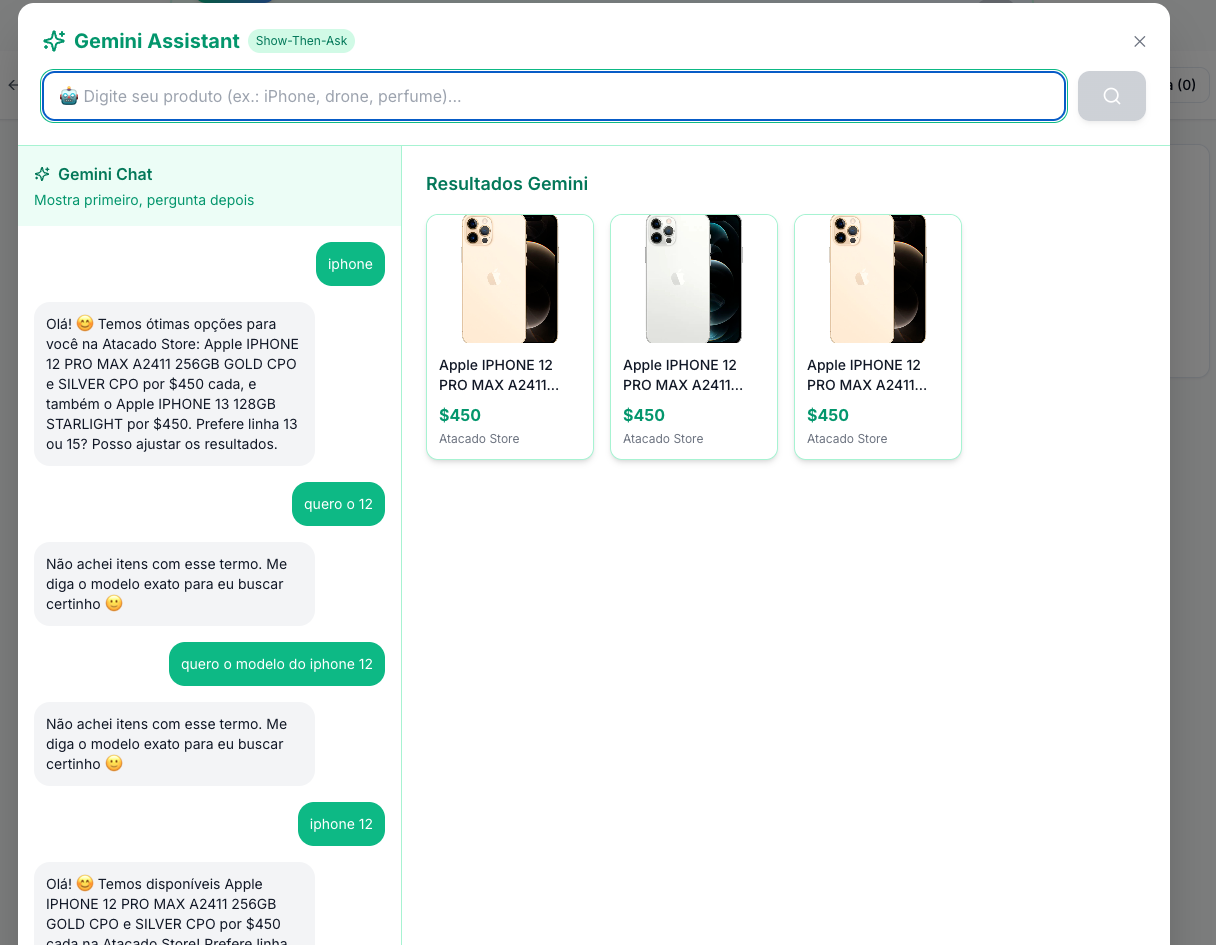 Gemini Assistant Show-Then-Ask
🤖 Digite seu produto (ex.: iPhone, drone, perfume)...
a (0)
Gemini Chat
Mostra primeiro, pergunta depois
iphone
Olá! 😊 Temos ótimas opções para
você na Atacado Store: Apple IPHONE
12 PRO MAX A2411 256GB GOLD CPO
e SILVER CPO por $450 cada, e
também o Apple IPHONE 13 128GB
STARLIGHT por $450. Prefere linha 13
ou 15? Posso ajustar os resultados.
quero o 12
Não achei itens com esse termo. Me
diga o modelo exato para eu buscar
certinho 🙂
quero o modelo do iphone 12
Não achei itens com esse termo. Me
diga o modelo exato para eu buscar
certinho 🙂
iphone 12
Olá! 😊 Temos disponíveis Apple
IPHONE 12 PRO MAX A2411 256GB
GOLD CPO e SILVER CPO por $450
cada na Atacado Store! Prefere linha
Resultados Gemini
Apple IPHONE 12
PRO MAX A2411...
$450
Atacado Store
Apple IPHONE 12
PRO MAX A2411...
$450
Atacado Store
Apple IPHONE 12
PRO MAX A2411...
$450
Atacado Store